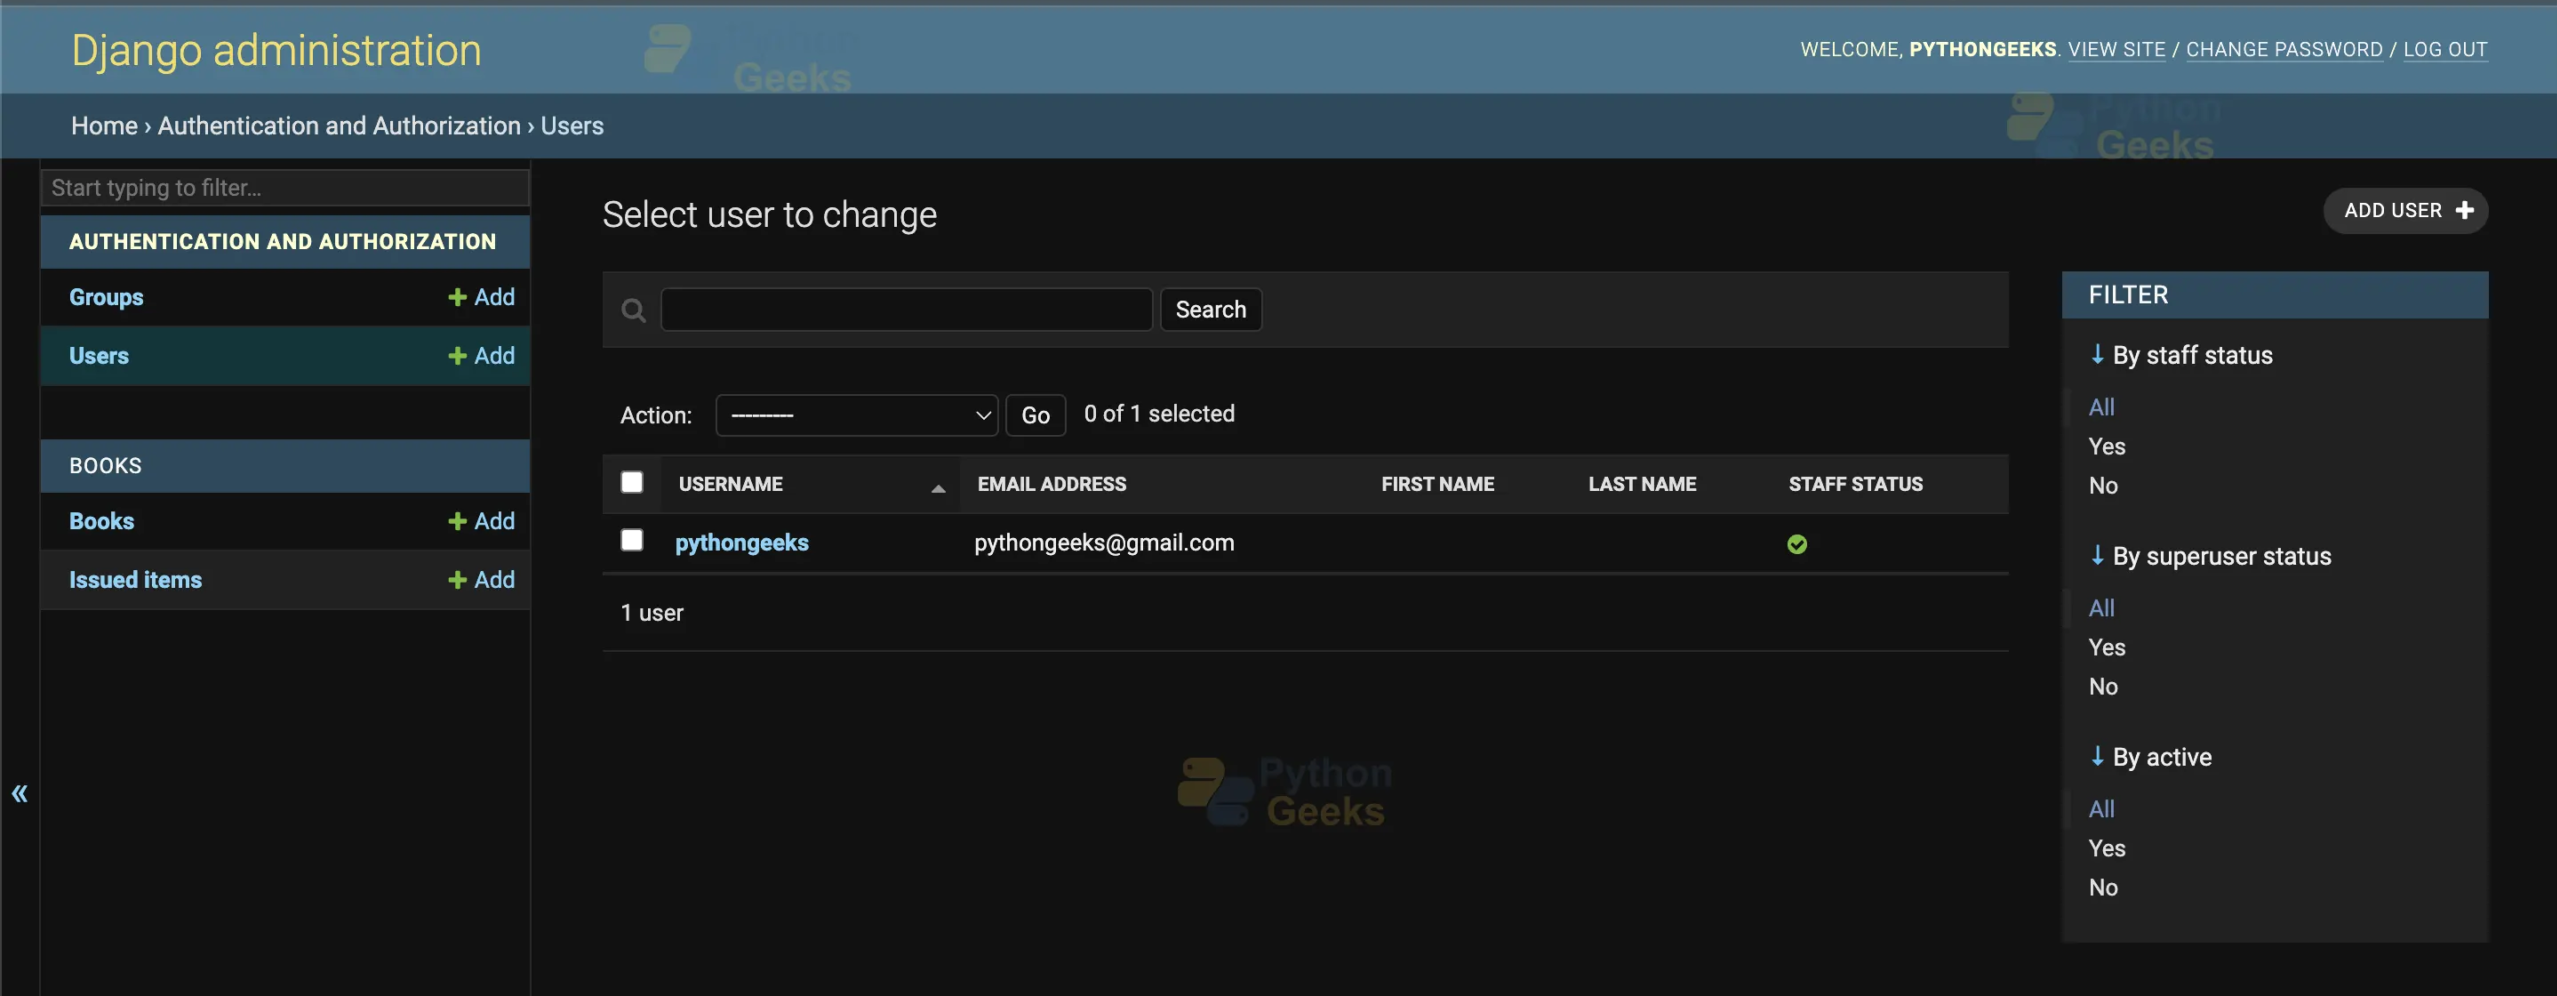 Django administration
WELCOME, PYTHONGEEKS. VIEW SITE / CHANGE PASSWORD / LOG OUT
Geeks
Home › Authentication and Authorization › Users
Python
Geeks
Start typing to filter...
AUTHENTICATION AND AUTHORIZATION
Groups + Add
Users + Add
BOOKS
Books + Add
Issued items + Add
«
Select user to change
ADD USER +
Search
Action: --------- Go 0 of 1 selected
USERNAME EMAIL ADDRESS FIRST NAME LAST NAME STAFF STATUS
pythongeeks pythongeeks@gmail.com
1 user
Python
Geeks
FILTER
↓ By staff status
All
Yes
No
↓ By superuser status
All
Yes
No
↓ By active
All
Yes
No